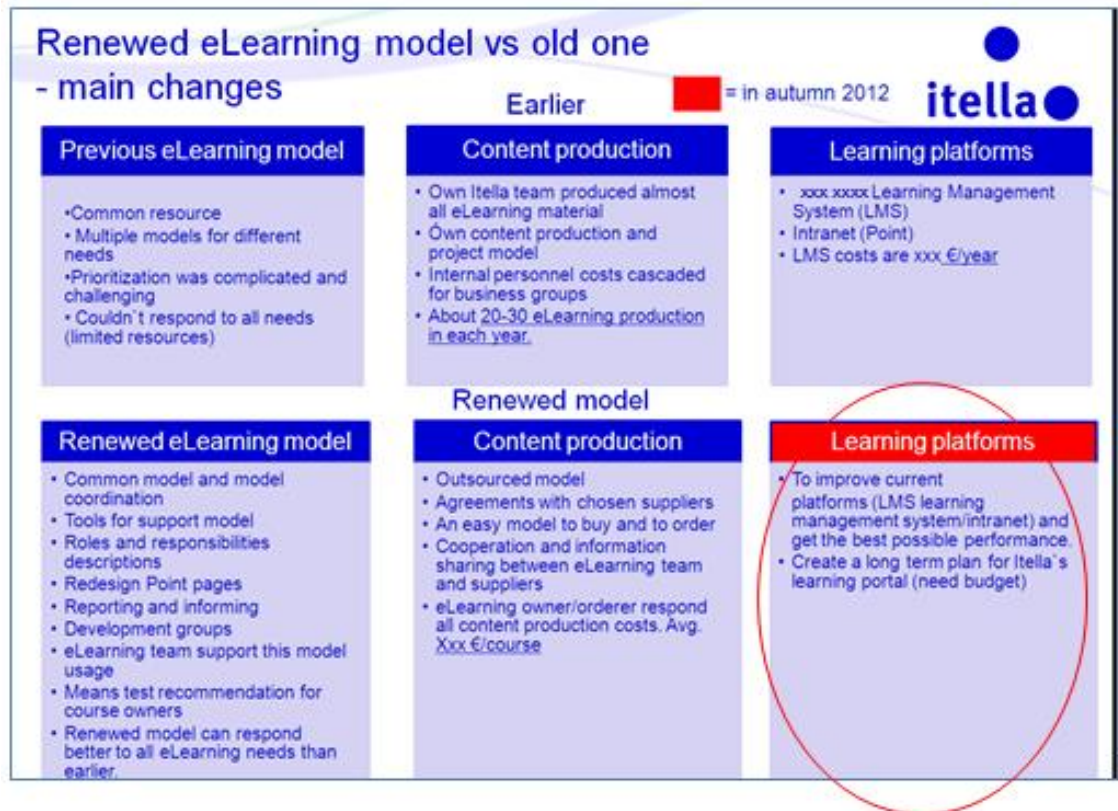 Renewed eLearning model vs old one
- main changes
= in autumn 2012
itella
Earlier
Previous eLearning model
•Common resource
• Multiple models for different
needs
•Prioritization was complicated and
challenging
• Couldn`t respond to all needs
(limited resources)
Content production
• Own Itella team produced almost
all eLearning material
• Ówn content production and
project model
• Internal personnel costs cascaded
for business groups
• About 20-30 eLearning production
in each year.
Learning platforms
• xxx xxxx Learning Management
System (LMS)
• Intranet (Point)
• LMS costs are xxx €/year
Renewed model
Renewed eLearning model
• Common model and model
coordination
• Tools for support model
• Roles and responsibilities
descriptions
• Redesign Point pages
• Reporting and informing
• Development groups
• eLearning team support this model
usage
• Means test recommendation for
course owners
• Renewed model can respond
better to all eLearning needs than
earlier.
Content production
• Outsourced model
• Agreements with chosen suppliers
• An easy model to buy and to order
• Cooperation and information
sharing between eLearning team
and suppliers
• eLearning owner/orderer respond
all content production costs. Avg.
Xxx €/course
Learning platforms
• To improve current
platforms (LMS learning
management system/intranet) and
get the best possible performance.
• Create a long term plan for Itella`s
learning portal (need budget)